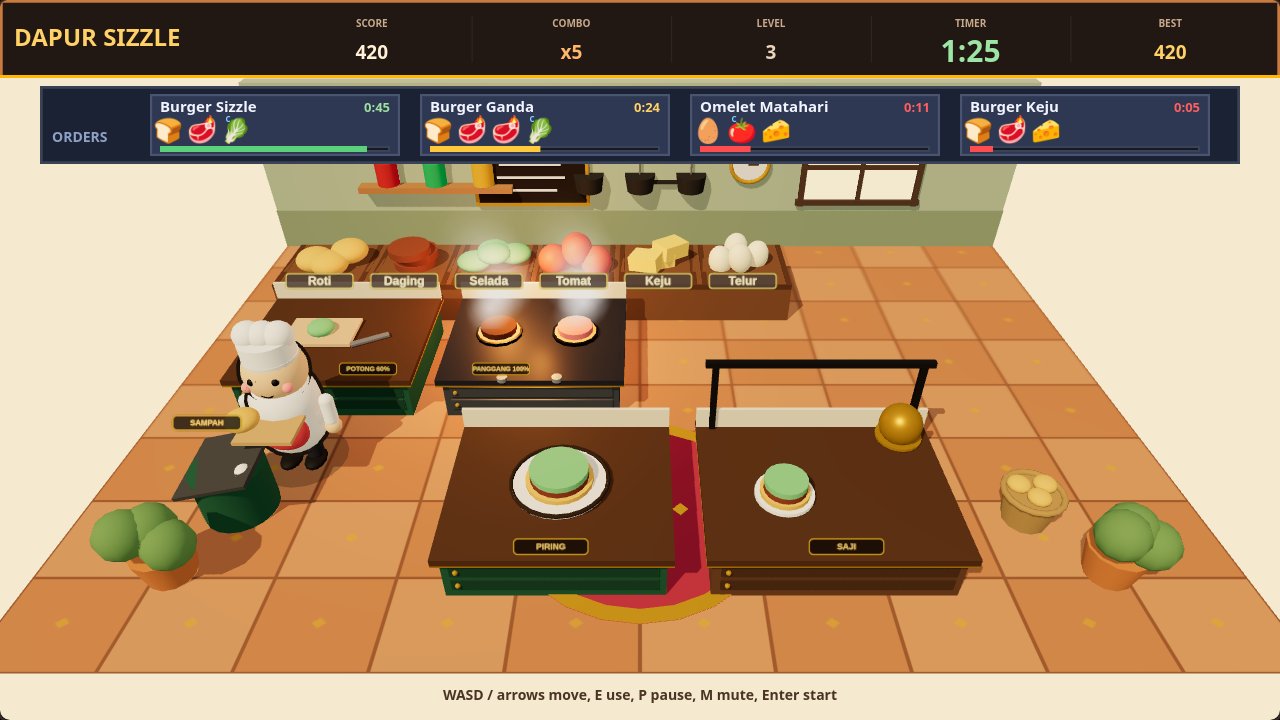 DAPUR SIZZLE
SCORE
420
COMBO
x5
LEVEL
3
TIMER
1:25
BEST
420
ORDERS
Burger Sizzle
0:45
c
Burger Ganda
0:24
c
Omelet Matahari
0:11
c
Burger Keju
0:05
Roti
Daging
Selada
Tomat
Keju
Telur
POTONG 60%
PANGGANG 100%
SAMPAH
PIRING
SAJI
WASD / arrows move, E use, P pause, M mute, Enter start